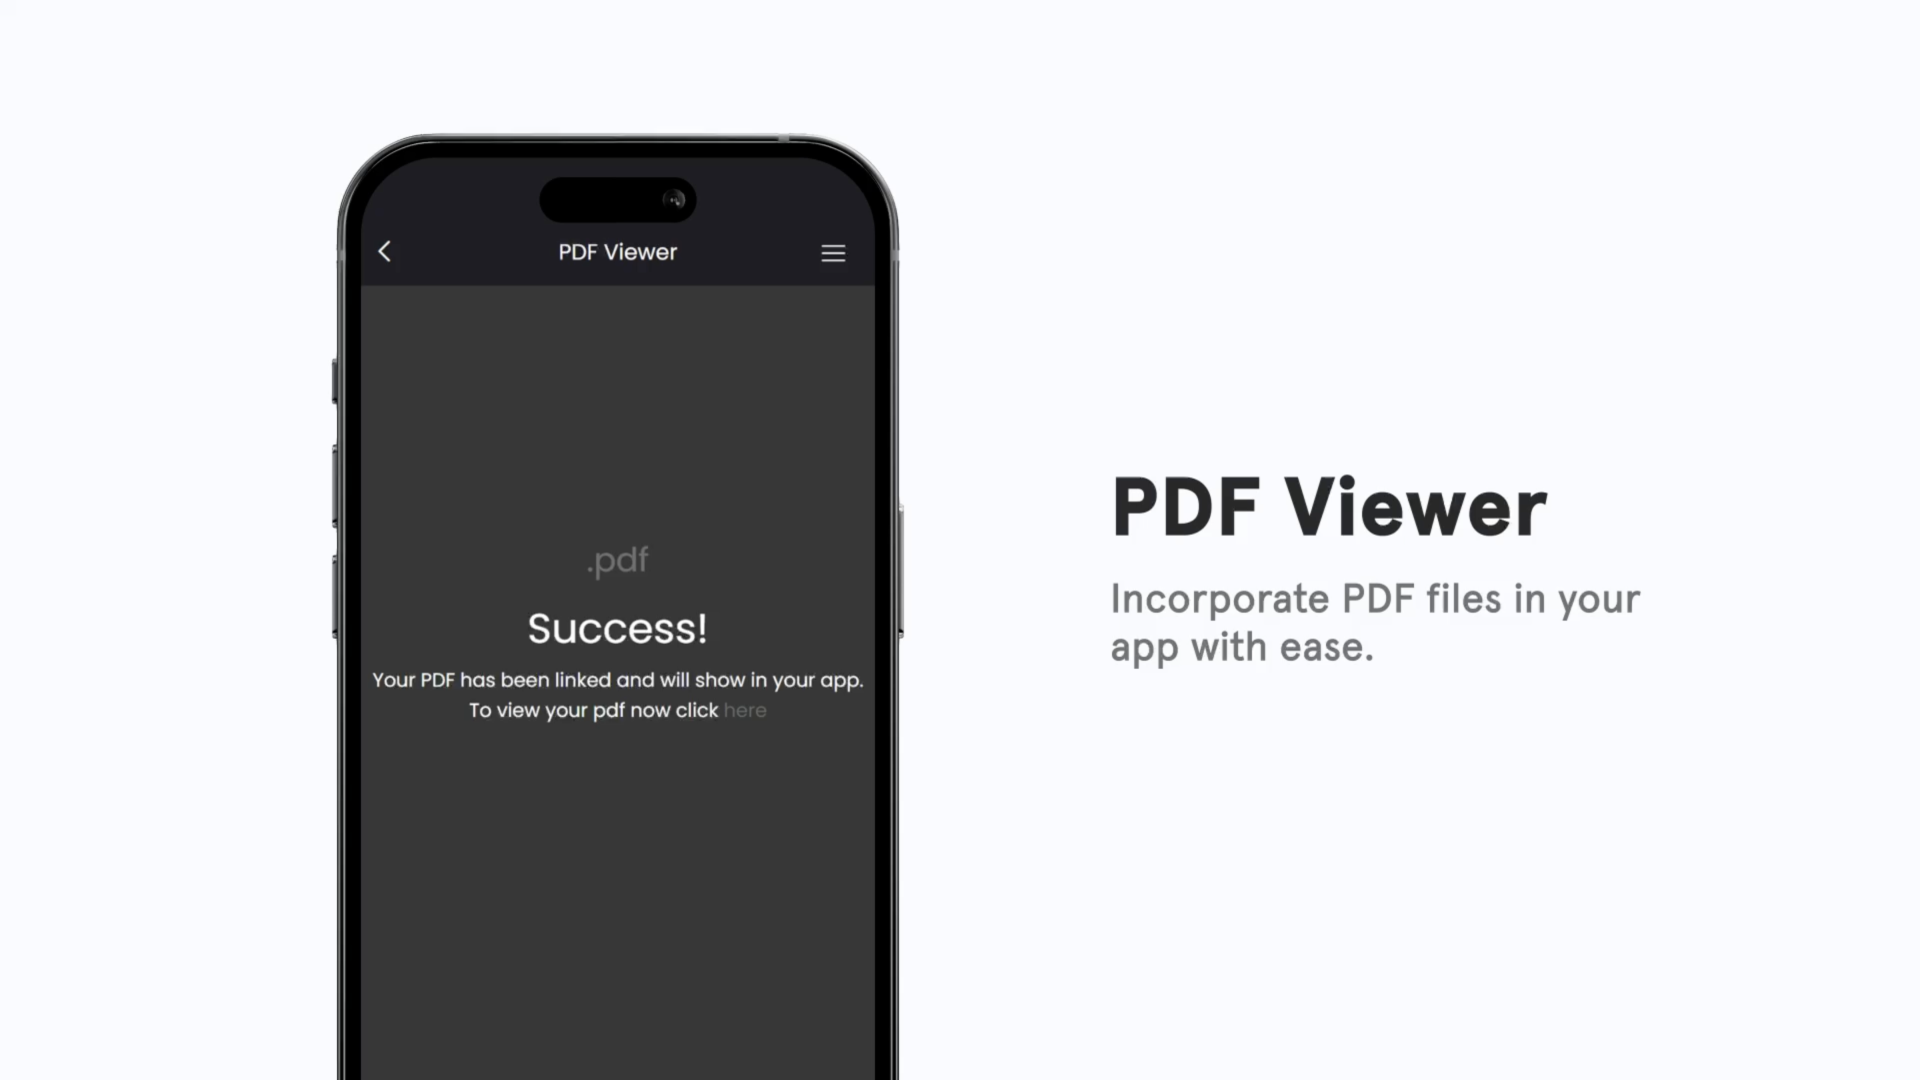 PDF Viewer
.pdf
Success!
Your PDF has been linked and will show in your app.
To view your pdf now click here
PDF Viewer
Incorporate PDF files in your
app with ease.